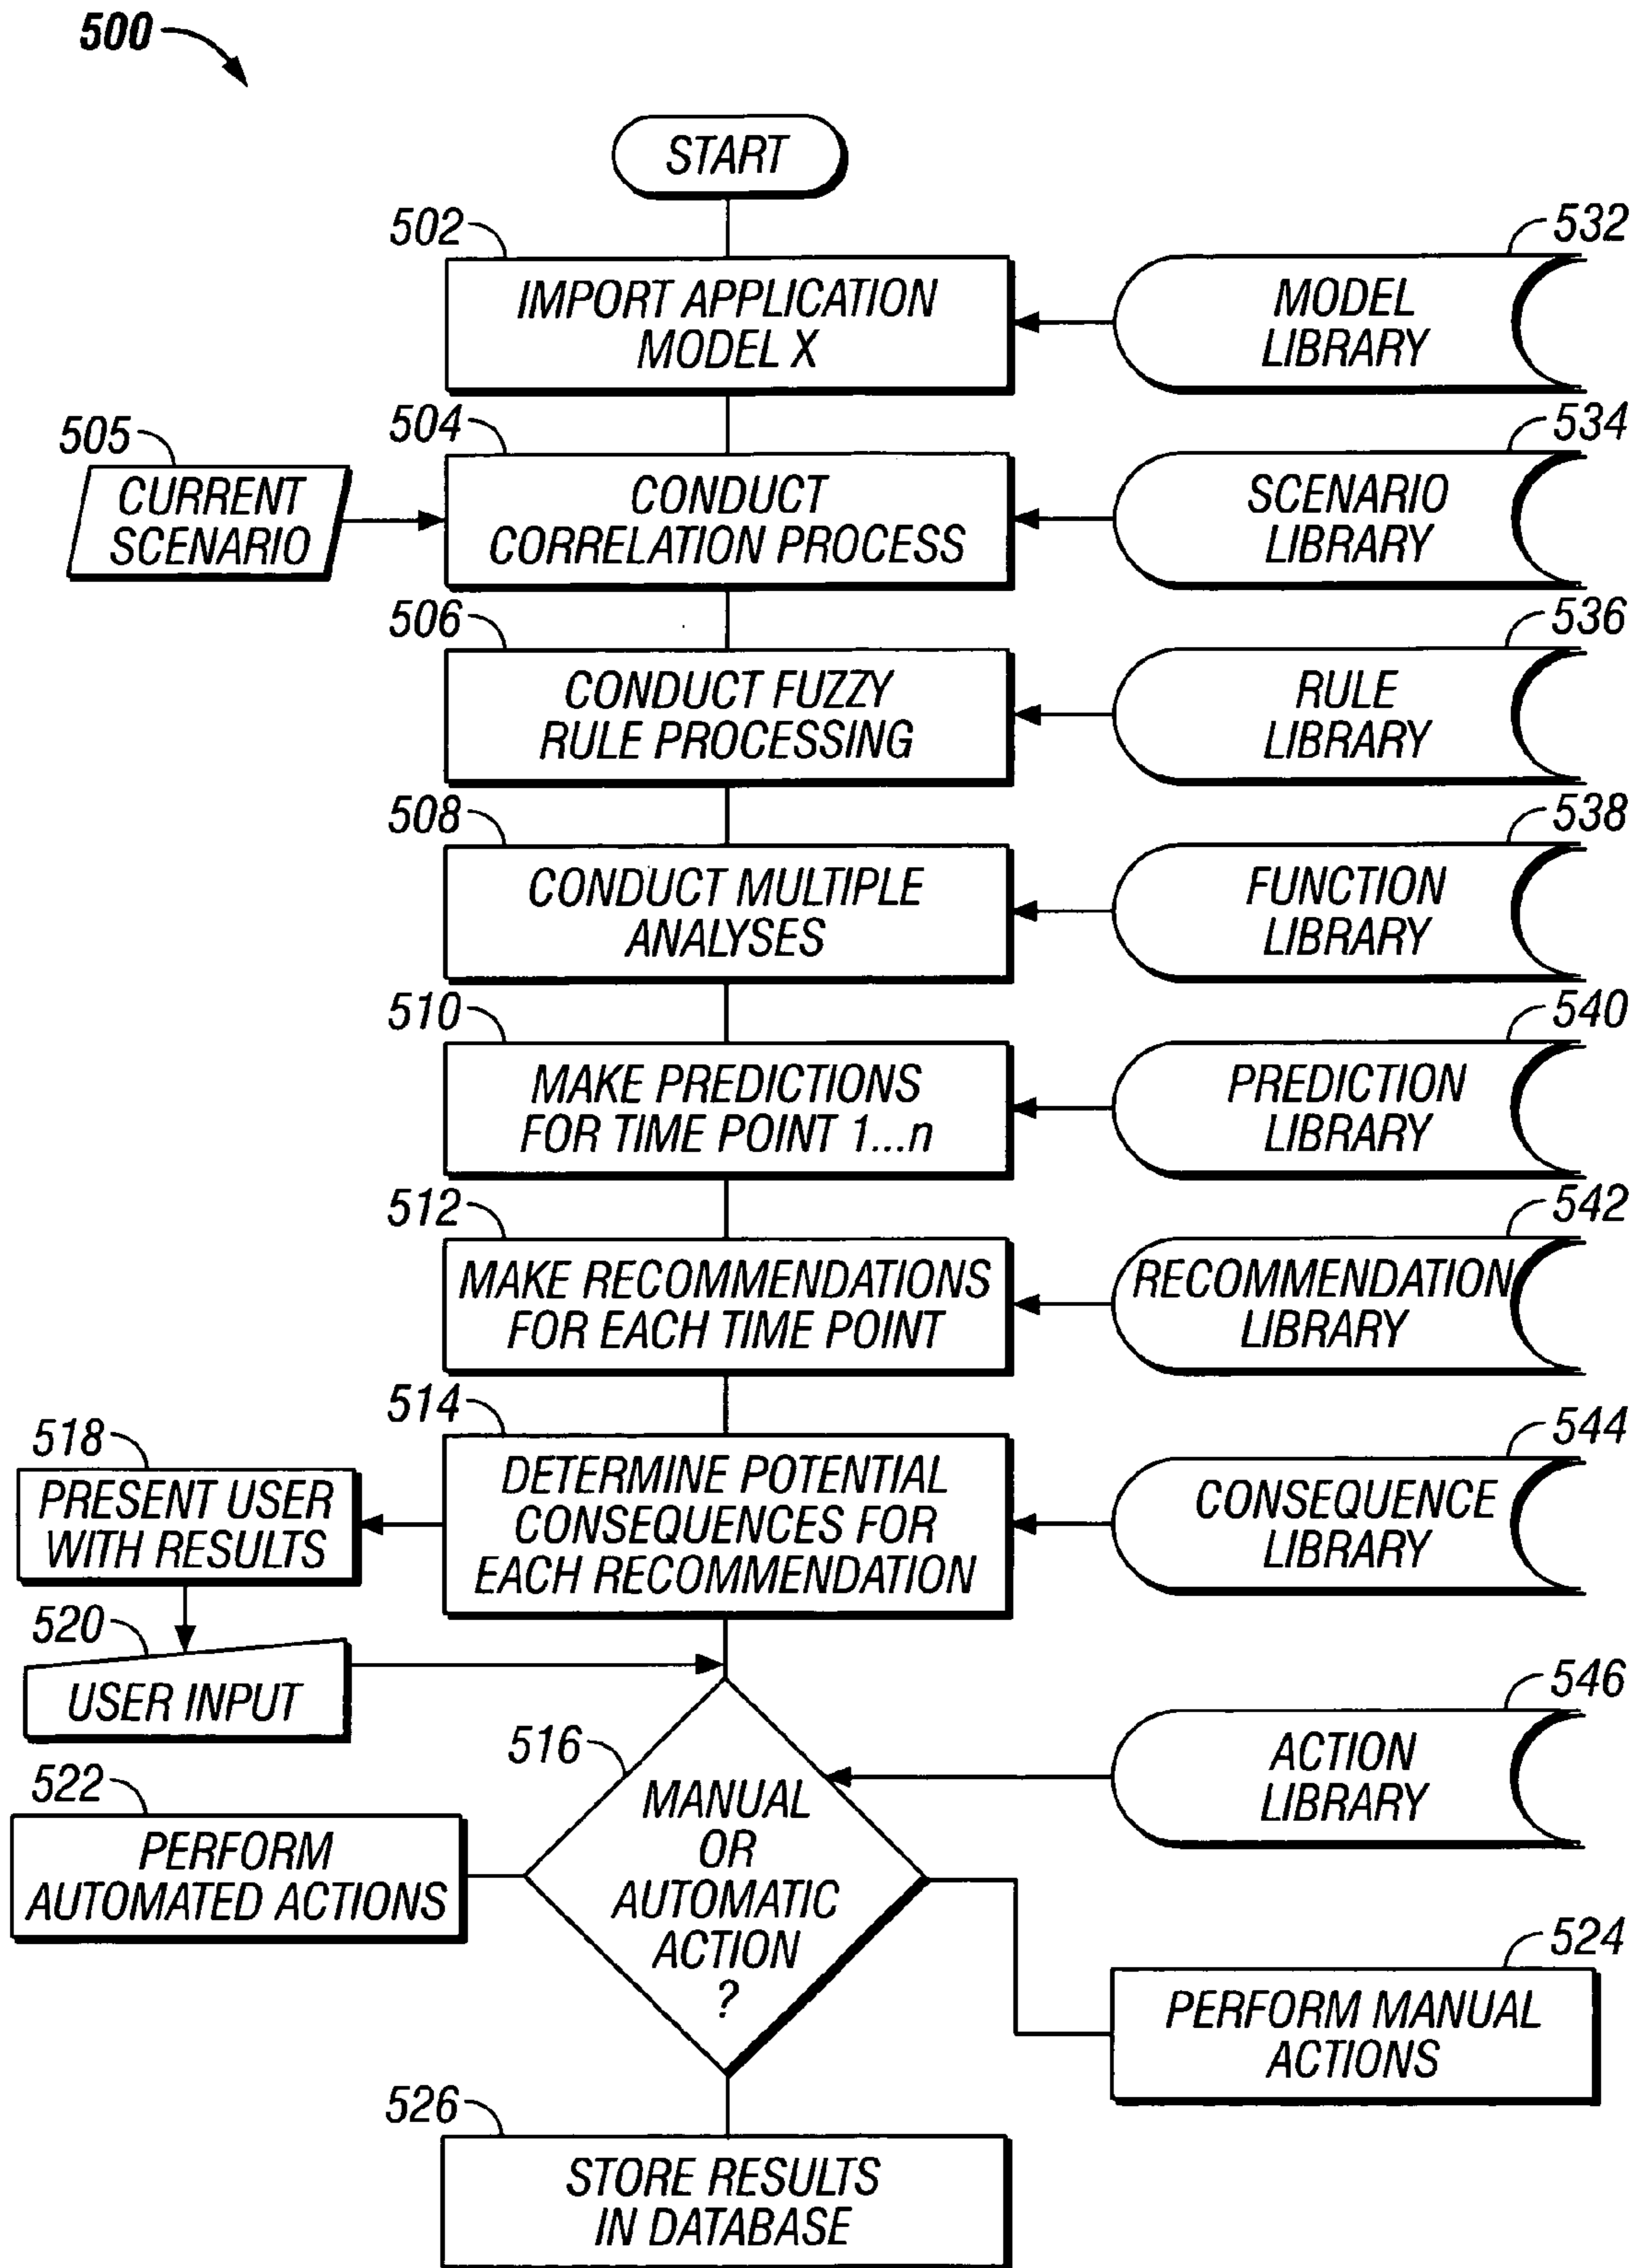 500
START
502
IMPORT APPLICATION
MODEL X
532
MODEL
LIBRARY
505
CURRENT
SCENARIO
504
CONDUCT
CORRELATION PROCESS
534
SCENARIO
LIBRARY
506
CONDUCT FUZZY
RULE PROCESSING
536
RULE
LIBRARY
508
CONDUCT MULTIPLE
ANALYSES
538
FUNCTION
LIBRARY
510
MAKE PREDICTIONS
FOR TIME POINT 1...n
540
PREDICTION
LIBRARY
512
MAKE RECOMMENDATIONS
FOR EACH TIME POINT
542
RECOMMENDATION
LIBRARY
514
DETERMINE POTENTIAL
CONSEQUENCES FOR
EACH RECOMMENDATION
544
CONSEQUENCE
LIBRARY
518
PRESENT USER
WITH RESULTS
520
USER INPUT
516
MANUAL
OR
AUTOMATIC
ACTION
?
546
ACTION
LIBRARY
522
PERFORM
AUTOMATED ACTIONS
524
PERFORM MANUAL
ACTIONS
526
STORE RESULTS
IN DATABASE